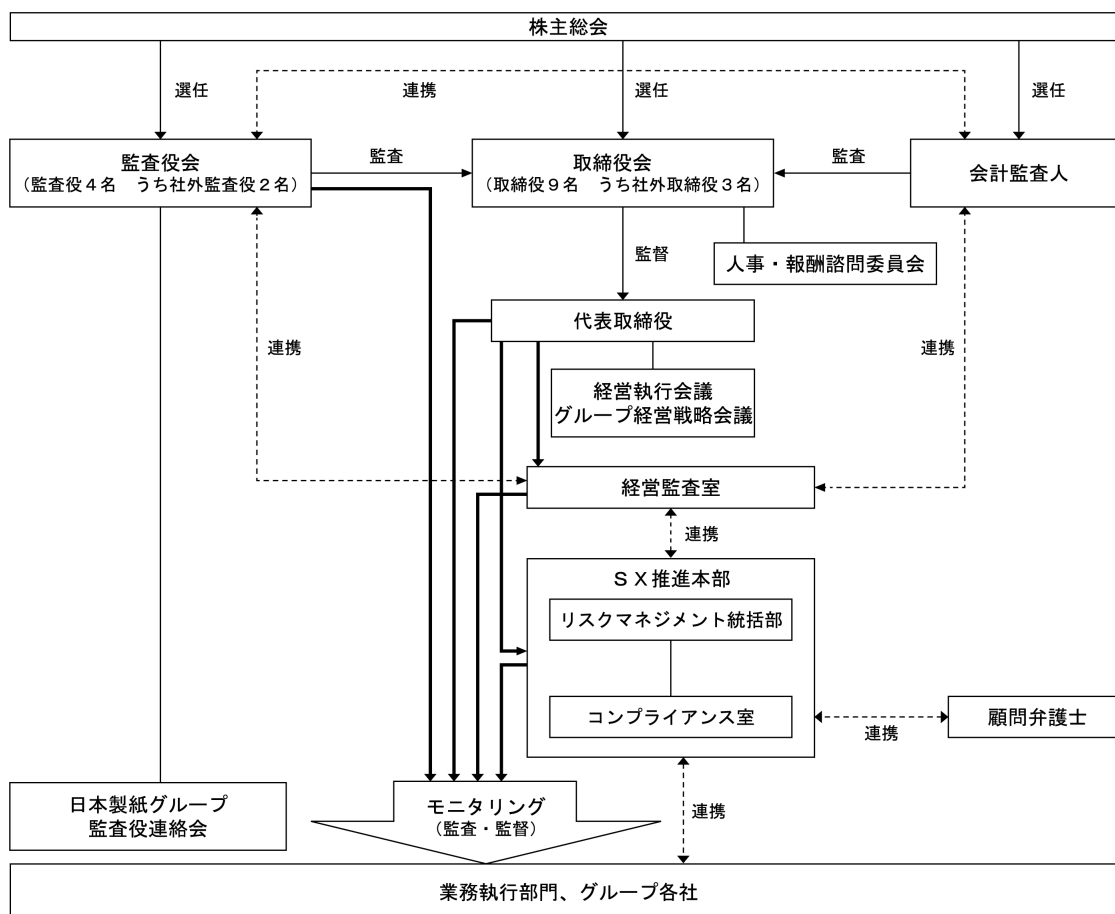 株主総会
選任
連携
選任
選任
監査役会
（監査役４名　うち社外監査役２名）
監査
取締役会
（取締役９名　うち社外取締役３名）
監査
会計監査人
監督
人事・報酬諮問委員会
代表取締役
連携
連携
経営執行会議
グループ経営戦略会議
経営監査室
連携
ＳＸ推進本部
リスクマネジメント統括部
コンプライアンス室
連携
顧問弁護士
日本製紙グループ
監査役連絡会
モニタリング
（監査・監督）
連携
業務執行部門、グループ各社